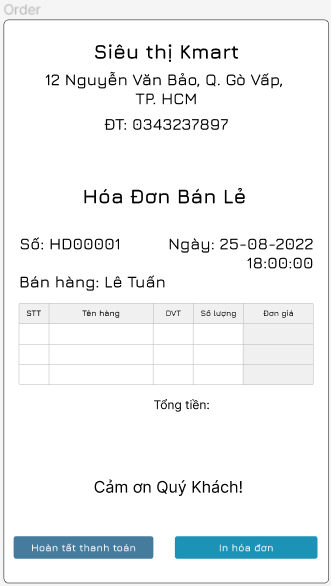 Order
Siêu thị Kmart
12 Nguyễn Văn Bảo, Q. Gò Vấp,
TP. HCM
ĐT: 0343237897
Hóa Đơn Bán Lẻ
Số: HD00001 Ngày: 25-08-2022
18:00:00
Bán hàng: Lê Tuấn
STT Tên hàng DVT Số lượng Đơn giá
Tổng tiền:
Cảm ơn Quý Khách!
Hoàn tất thanh toán In hóa đơn